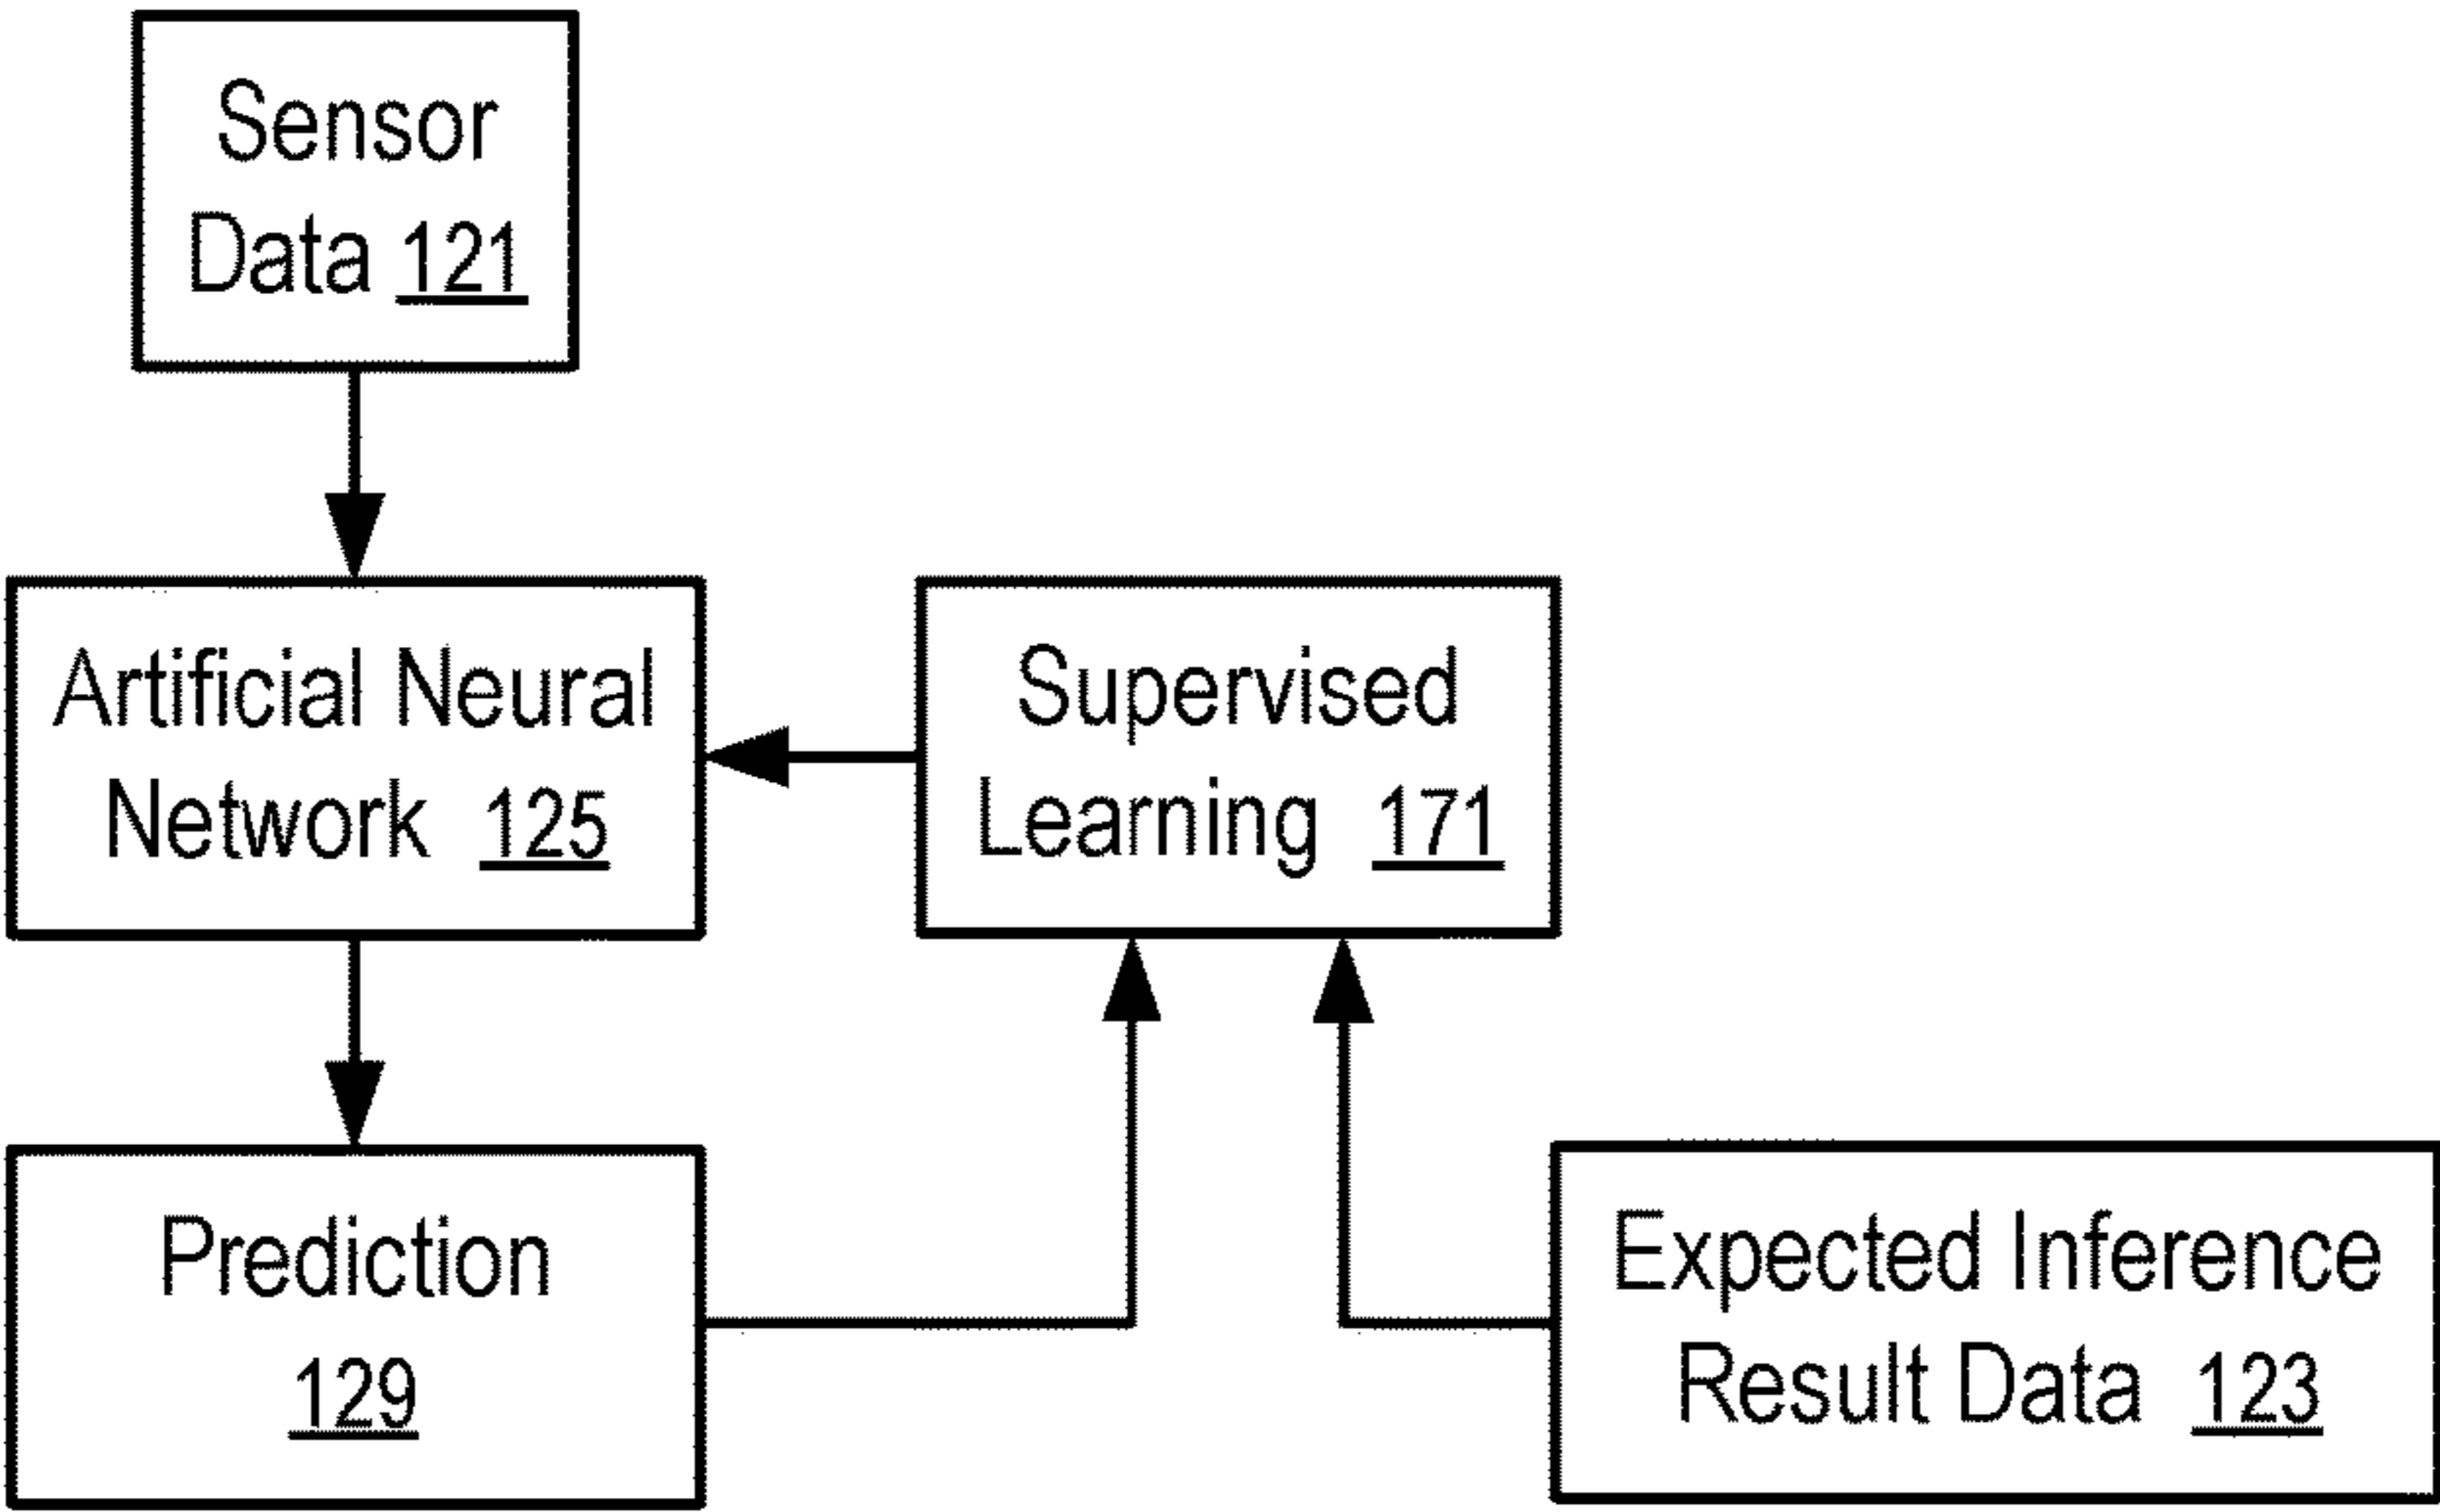 Sensor
Data 121
Artificial Neural
Network 125
Supervised
Learning 171
Prediction
129
Expected Inference
Result Data 123